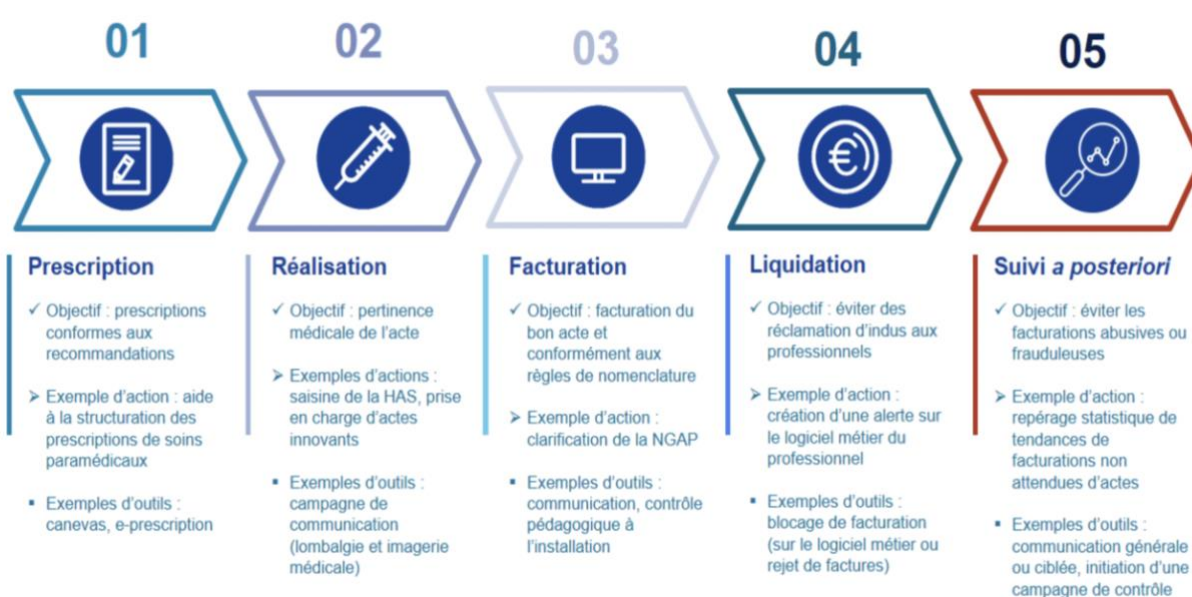 01
02
03
04
05
€
Prescription
✓ Objectif : prescriptions
conformes aux
recommandations
➢ Exemple d'action : aide
à la structuration des
prescriptions de soins
paramédicaux
▪ Exemples d'outils :
canevas, e-prescription
Réalisation
✓ Objectif : pertinence
médicale de l'acte
➢ Exemples d'actions :
saisine de la HAS, prise
en charge d'actes
innovants
▪ Exemples d'outils :
campagne de
communication
(lombalgie et imagerie
médicale)
Facturation
✓ Objectif : facturation du
bon acte et
conformément aux
règles de nomenclature
➢ Exemple d'action :
clarification de la NGAP
▪ Exemples d'outils :
communication, contrôle
pédagogique à
l'installation
Liquidation
✓ Objectif : éviter des
réclamation d'indus aux
professionnels
➢ Exemple d'action :
création d'une alerte sur
le logiciel métier du
professionnel
▪ Exemples d'outils :
blocage de facturation
(sur le logiciel métier ou
rejet de factures)
Suivi a posteriori
✓ Objectif : éviter les
facturations abusives ou
frauduleuses
➢ Exemple d'action :
repérage statistique de
tendances de
facturations non
attendues d'actes
▪ Exemples d'outils :
communication générale
ou ciblée, initiation d'une
campagne de contrôle